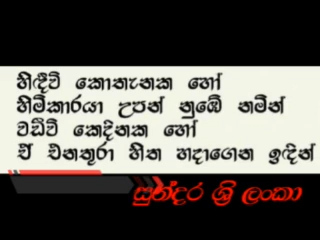 හිඳීවී කොතැනක හෝ
හිමිකාරයා උපන් නුඹේ නමින්
වඩීවී කෙදිනක හෝ
ඒ එනතුරා හිත හදාගෙන ඉඳින්
සුන්දර ශ්‍රී ලංකා